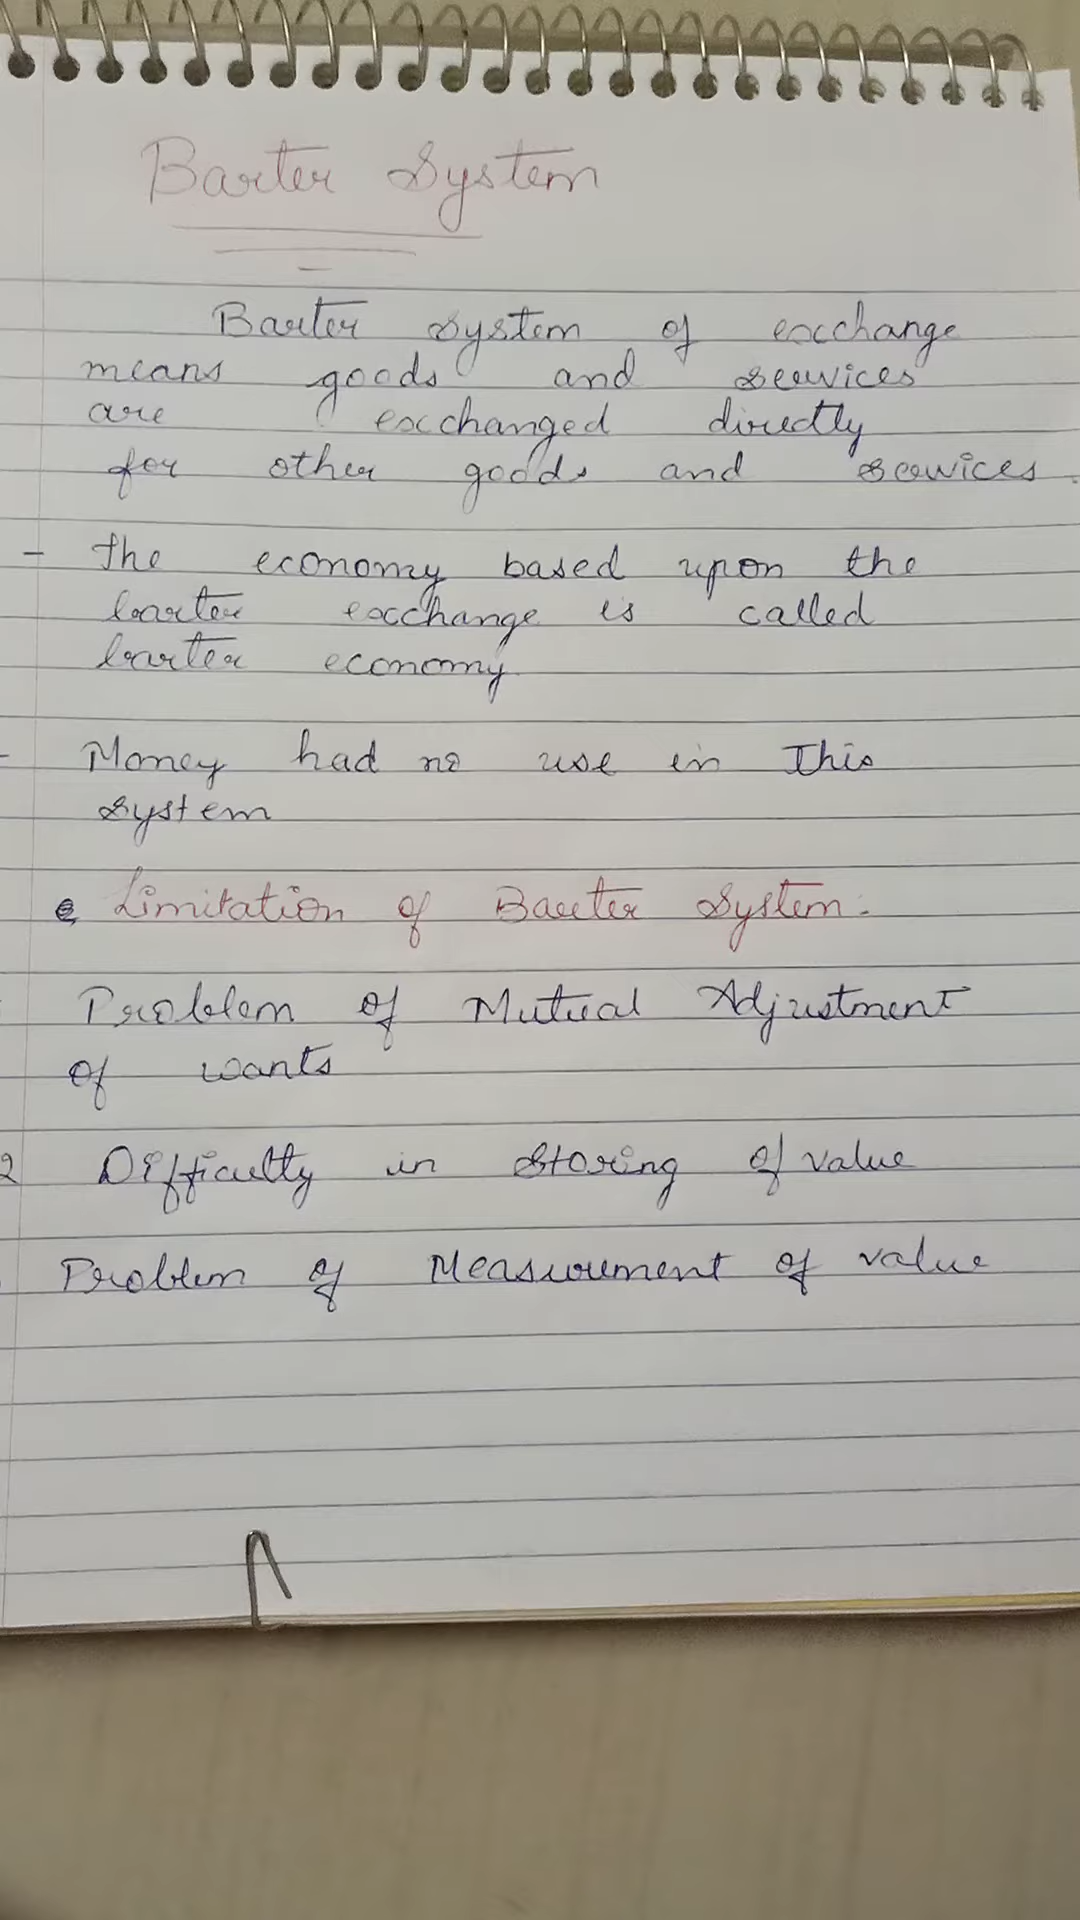 Barter System
Barter system of exchange
means goods and services
are exchanged directly
for other goods and services.
- the economy based upon the
barter exchange is called
barter economy
- Money had no use in This
system
Limitation of Barter System:
Problem of Mutual Adjustment
of wants
2 Difficulty in storing of value
Problem of Measurement of value